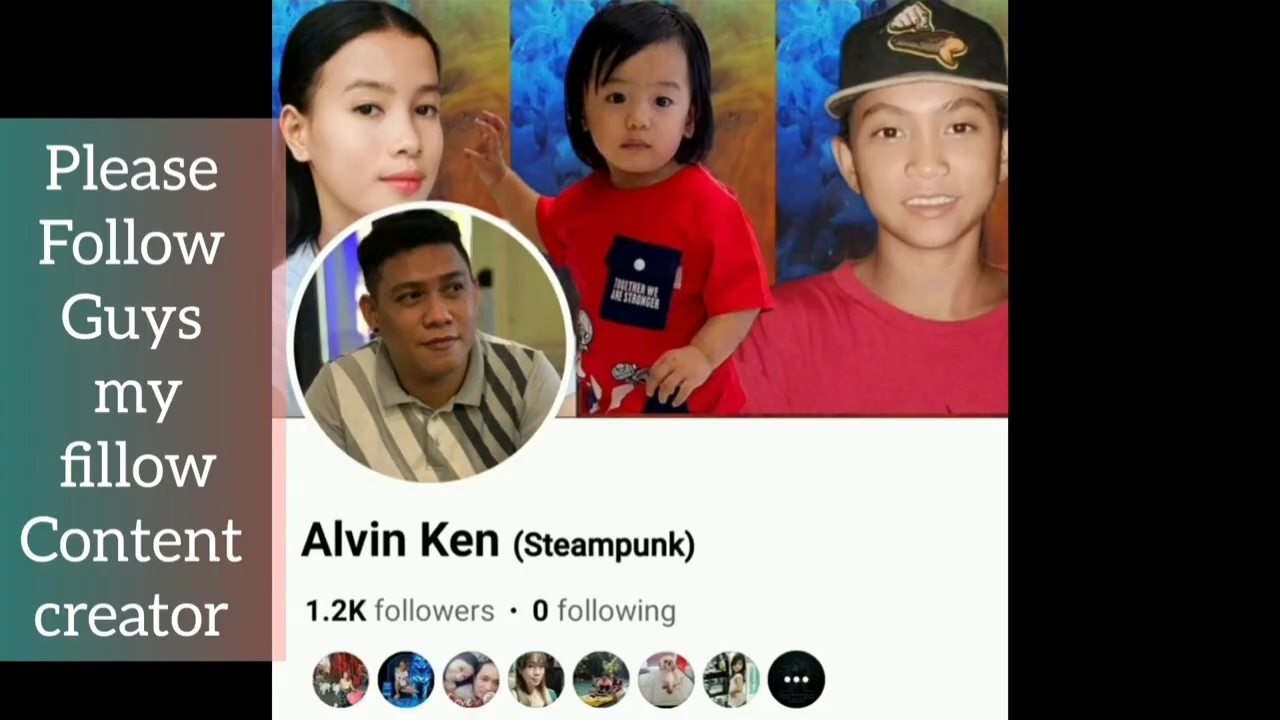 Please
Follow
Guys
my
fillow
Content
creator
TOGETHER WE
ARE STRONGER
Alvin Ken (Steampunk)
1.2K followers · 0 following